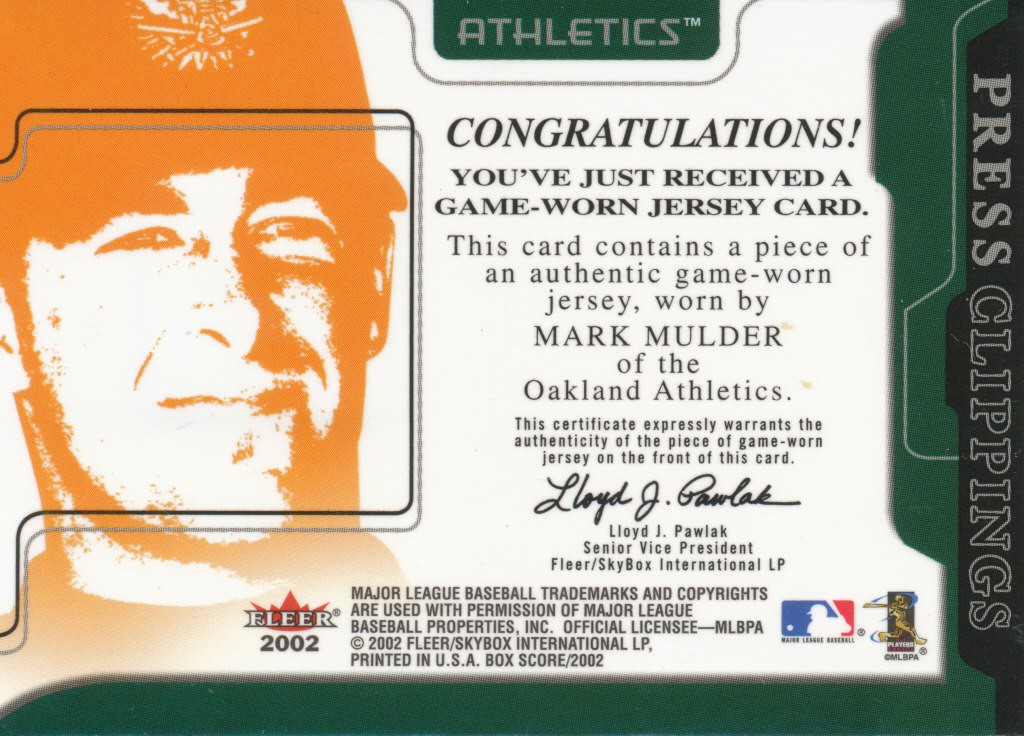 ATHLETICS™
CONGRATULATIONS!
YOU'VE JUST RECEIVED A
GAME-WORN JERSEY CARD.
This card contains a piece of
an authentic game-worn
jersey, worn by
MARK MULDER
of the
Oakland Athletics.
This certificate expressly warrants the
authenticity of the piece of game-worn
jersey on the front of this card.
Lloyd J. Pawlak
Lloyd J. Pawlak
Senior Vice President
Fleer/SkyBox International LP
FLEER®
2002
MAJOR LEAGUE BASEBALL TRADEMARKS AND COPYRIGHTS
ARE USED WITH PERMISSION OF MAJOR LEAGUE
BASEBALL PROPERTIES, INC. OFFICIAL LICENSEE—MLBPA
© 2002 FLEER/SKYBOX INTERNATIONAL LP,
PRINTED IN U.S.A. BOX SCORE/2002
MAJOR LEAGUE BASEBALL®
PLAYERS
©MLBPA®
PRESS CLIPPINGS